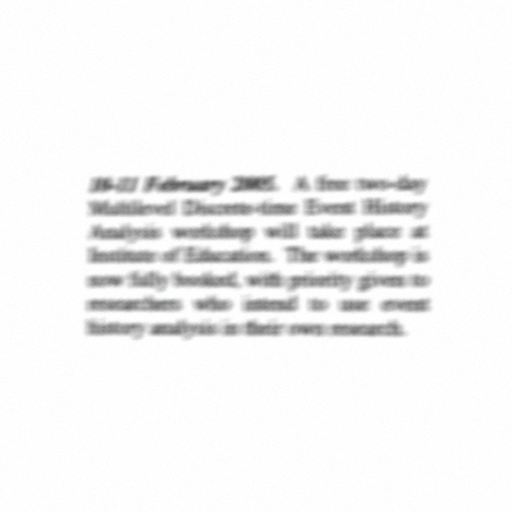 10-11 February 2005. A free two-day
Multilevel Discrete-time Event History
Analysis workshop will take place at
Institute of Education. The workshop is
now fully booked, with priority given to
researchers who intend to use event
history analysis in their own research.